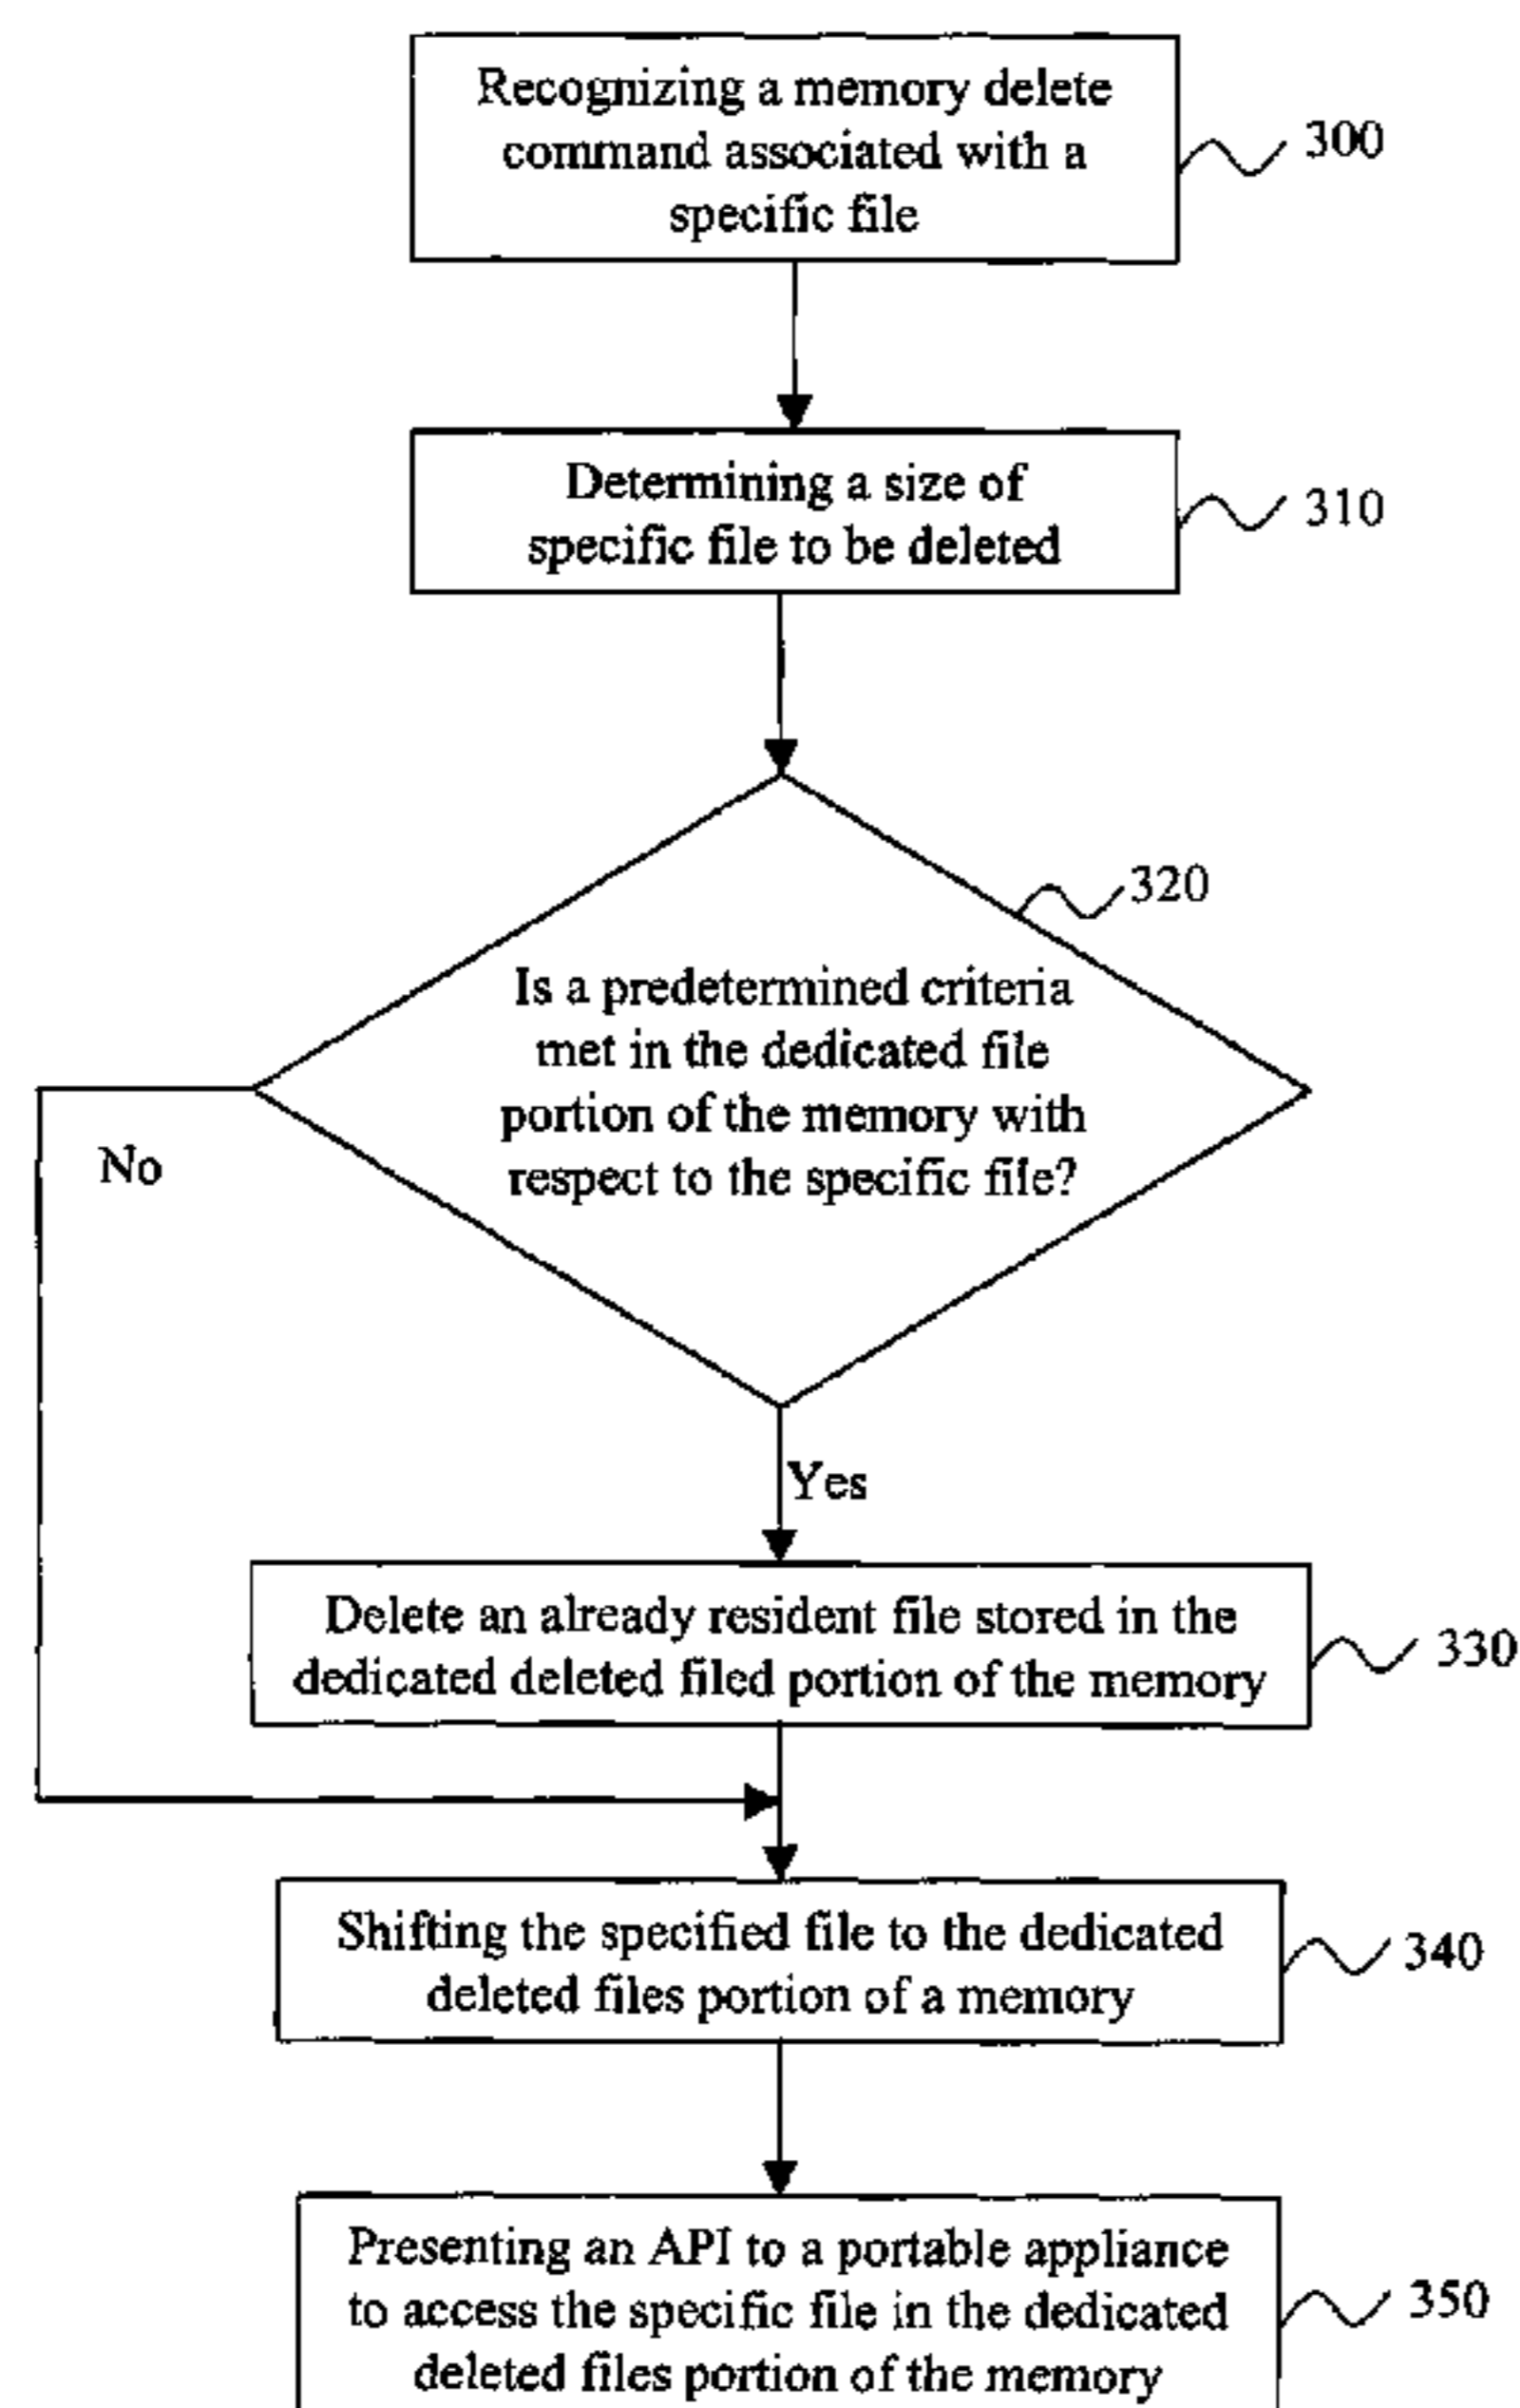 Recognizing a memory delete
command associated with a
specific file
300
Determining a size of
specific file to be deleted
310
320
Is a predetermined criteria
met in the dedicated file
portion of the memory with
respect to the specific file?
No
Yes
Delete an already resident file stored in the
dedicated deleted filed portion of the memory
330
Shifting the specified file to the dedicated
deleted files portion of a memory
340
Presenting an API to a portable appliance
to access the specific file in the dedicated
deleted files portion of the memory
350